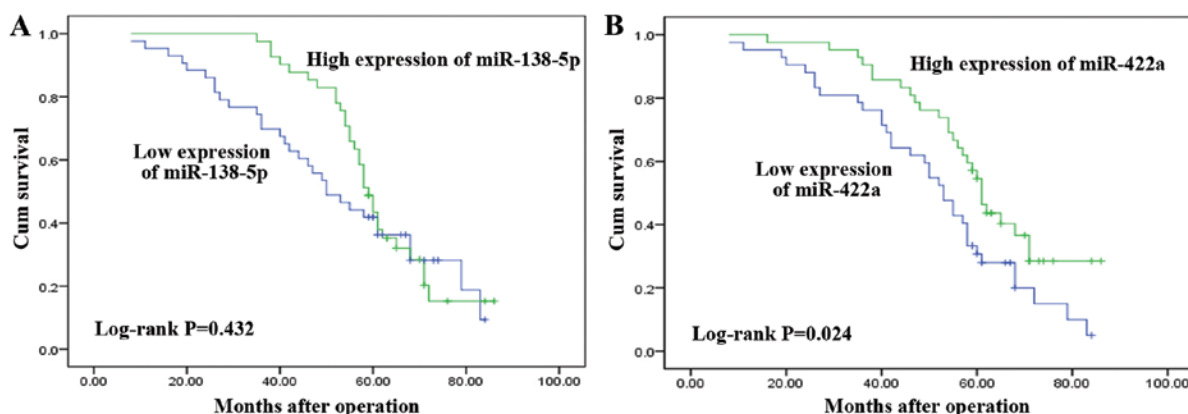 A
1.0
0.8
0.6
0.4
0.2
0.0
Cum survival
High expression of miR-138-5p
Low expression
of miR-138-5p
Log-rank P=0.432
0.00 20.00 40.00 60.00 80.00 100.00
Months after operation
B
1.0
0.8
0.6
0.4
0.2
0.0
Cum survival
High expression of miR-422a
Low expression
of miR-422a
Log-rank P=0.024
0.00 20.00 40.00 60.00 80.00 100.00
Months after operation